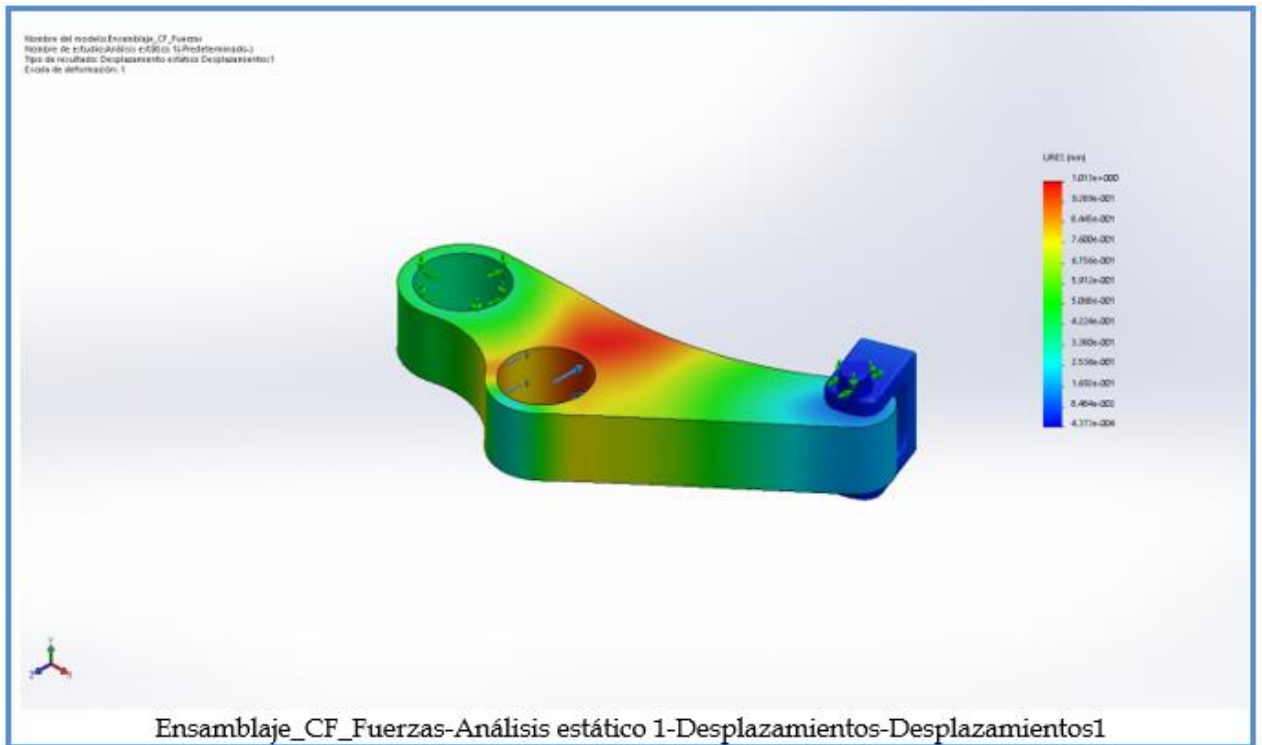 Nombre del modelo:Ensamblaje_CF_Fuerzas
Nombre de estudio:Análisis estático 1(-Predeterminado-)
Tipo de resultado: Desplazamiento estático Desplazamientos1
Escala de deformación: 1
URES (mm)
1.013e+000
9.289e-001
8.445e-001
7.600e-001
6.756e-001
5.912e-001
5.068e-001
4.224e-001
3.380e-001
2.536e-001
1.692e-001
8.484e-002
4.373e-004
Y
Z
X
Ensamblaje_CF_Fuerzas-Análisis estático 1-Desplazamientos-Desplazamientos1